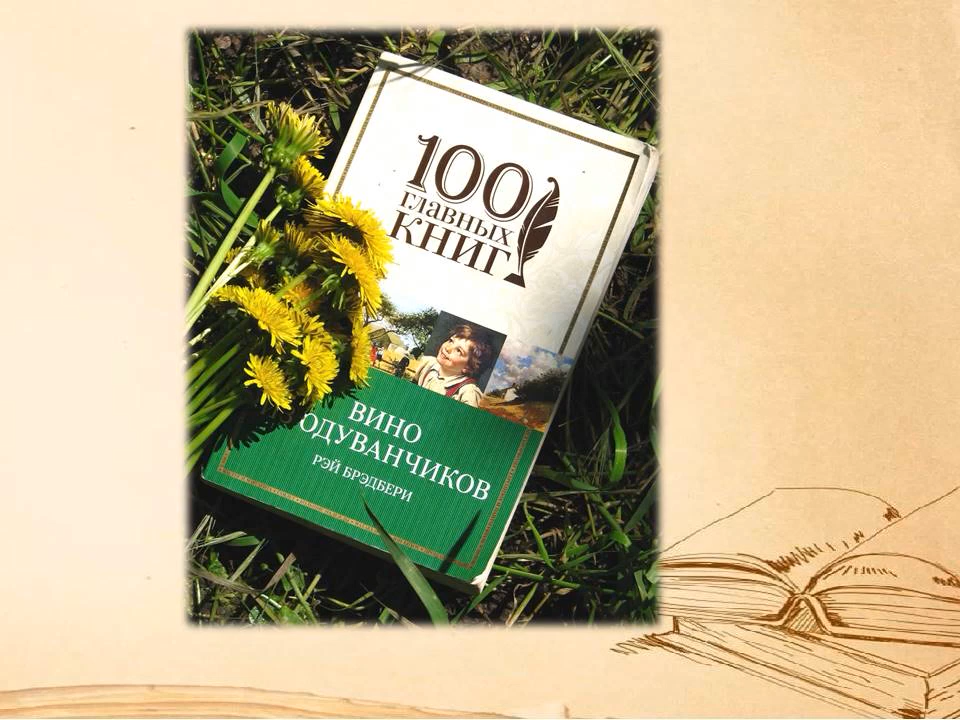 100
главных
КНИГ
ВИНО
ОДУВАНЧИКОВ
РЭЙ БРЭДБЕРИ